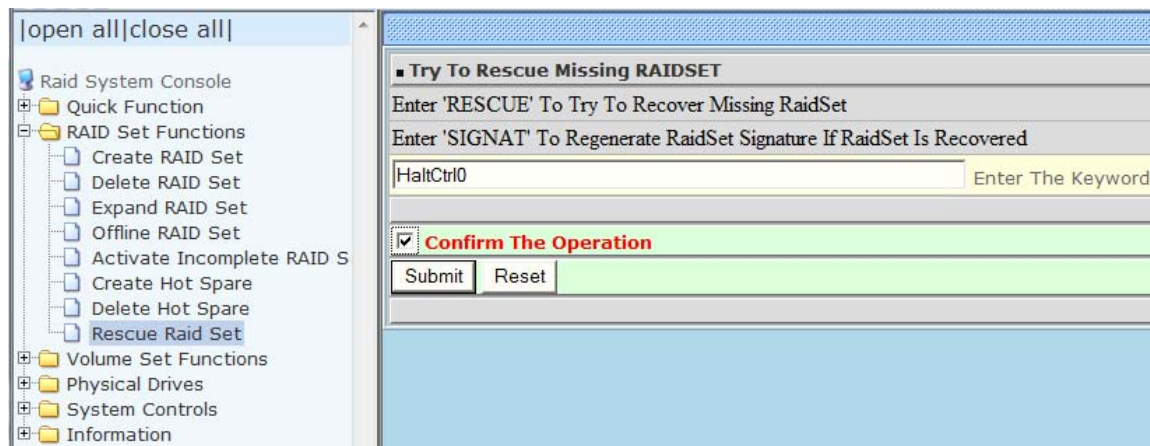 |open all|close all|
Raid System Console
Quick Function
RAID Set Functions
Create RAID Set
Delete RAID Set
Expand RAID Set
Offline RAID Set
Activate Incomplete RAID S
Create Hot Spare
Delete Hot Spare
Rescue Raid Set
Volume Set Functions
Physical Drives
System Controls
Information
Try To Rescue Missing RAIDSET
Enter 'RESCUE' To Try To Recover Missing RaidSet
Enter 'SIGNAT' To Regenerate RaidSet Signature If RaidSet Is Recovered
HaltCtrl0 Enter The Keyword
Confirm The Operation
Submit Reset